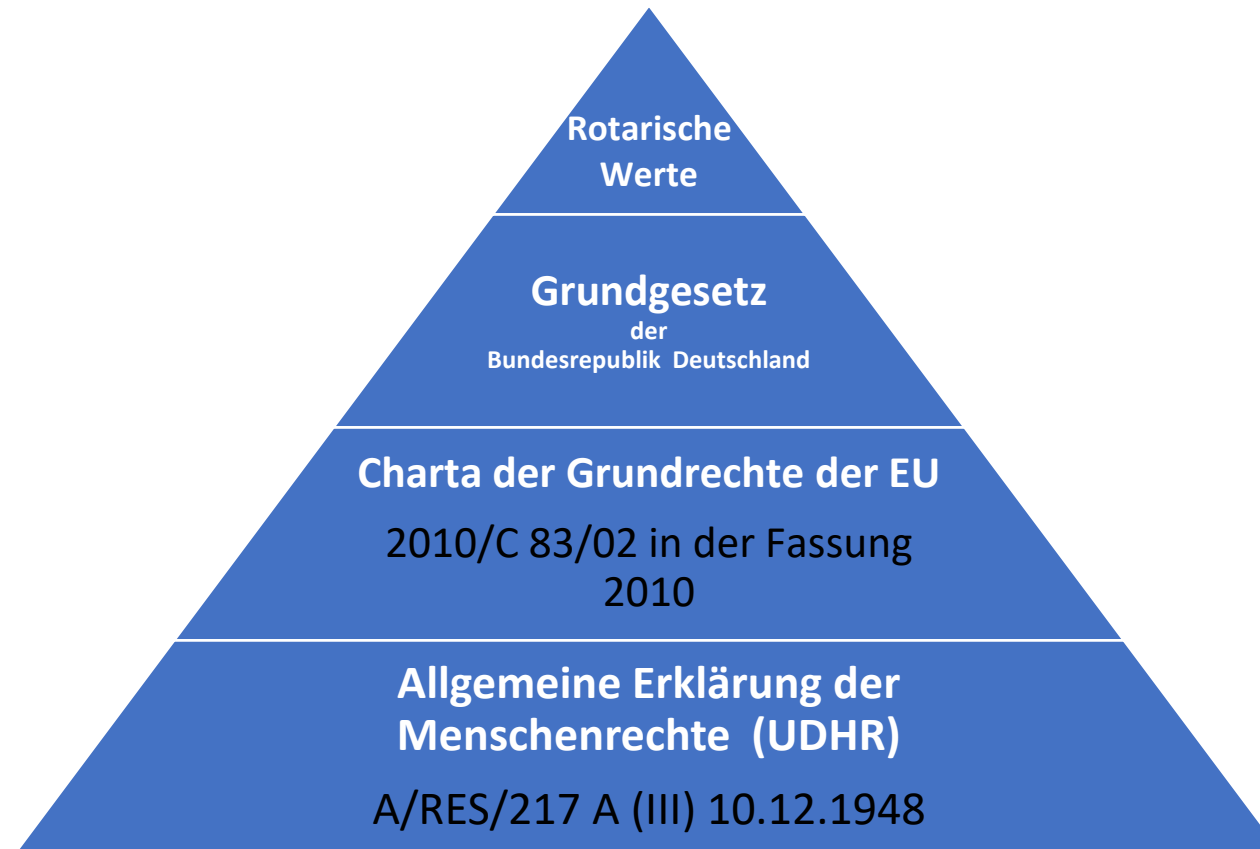 Rotarische
Werte
Grundgesetz
der
Bundesrepublik Deutschland
Charta der Grundrechte der EU
2010/C 83/02 in der Fassung
2010
Allgemeine Erklärung der
Menschenrechte (UDHR)
A/RES/217 A (III) 10.12.1948